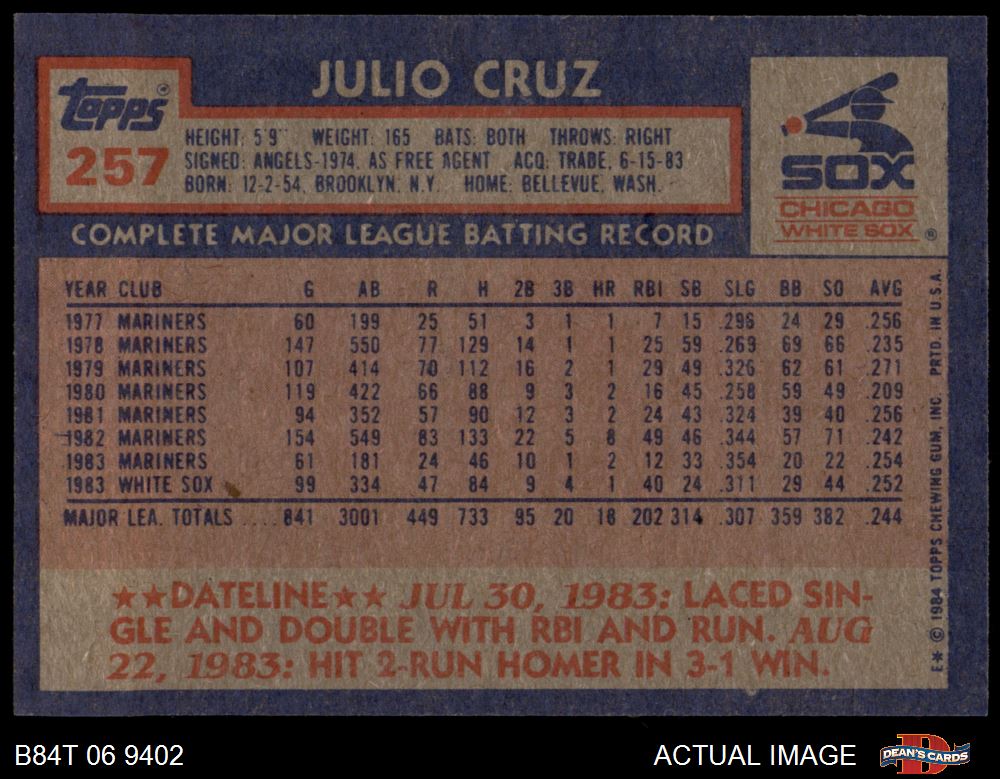 JULIO CRUZ
Topps
257
HEIGHT: 5'9" WEIGHT: 165 BATS: BOTH THROWS: RIGHT
SIGNED: ANGELS-1974, AS FREE AGENT ACQ: TRADE, 6-15-83
BORN: 12-2-54, BROOKLYN, N.Y. HOME: BELLEVUE, WASH.
SOX
CHICAGO
WHITE SOX ®
COMPLETE MAJOR LEAGUE BATTING RECORD
YEAR CLUB G AB R H 2B 3B HR RBI SB SLG BB SO AVG
1977 MARINERS 60 199 25 51 3 1 1 7 15 .296 24 29 .256
1978 MARINERS 147 550 77 129 14 1 1 25 59 .269 69 66 .235
1979 MARINERS 107 414 70 112 16 2 1 29 49 .326 62 61 .271
1980 MARINERS 119 422 66 88 9 3 2 16 45 .258 59 49 .209
1981 MARINERS 94 352 57 90 12 3 2 24 43 .324 39 40 .256
1982 MARINERS 154 549 83 133 22 5 8 49 46 .344 57 71 .242
1983 MARINERS 61 181 24 46 10 1 2 12 33 .354 20 22 .254
1983 WHITE SOX 99 334 47 84 9 4 1 40 24 .311 29 44 .252
MAJOR LEA. TOTALS .... 841 3001 449 733 95 20 18 202 314 .307 359 382 .244
★★DATELINE★★ JUL 30, 1983: LACED SIN-
GLE AND DOUBLE WITH RBI AND RUN. AUG
22, 1983: HIT 2-RUN HOMER IN 3-1 WIN.
E* © 1984 TOPPS CHEWING GUM, INC. PRTD. IN U.S.A.
B84T 06 9402
ACTUAL IMAGE
DEAN'S CARDS